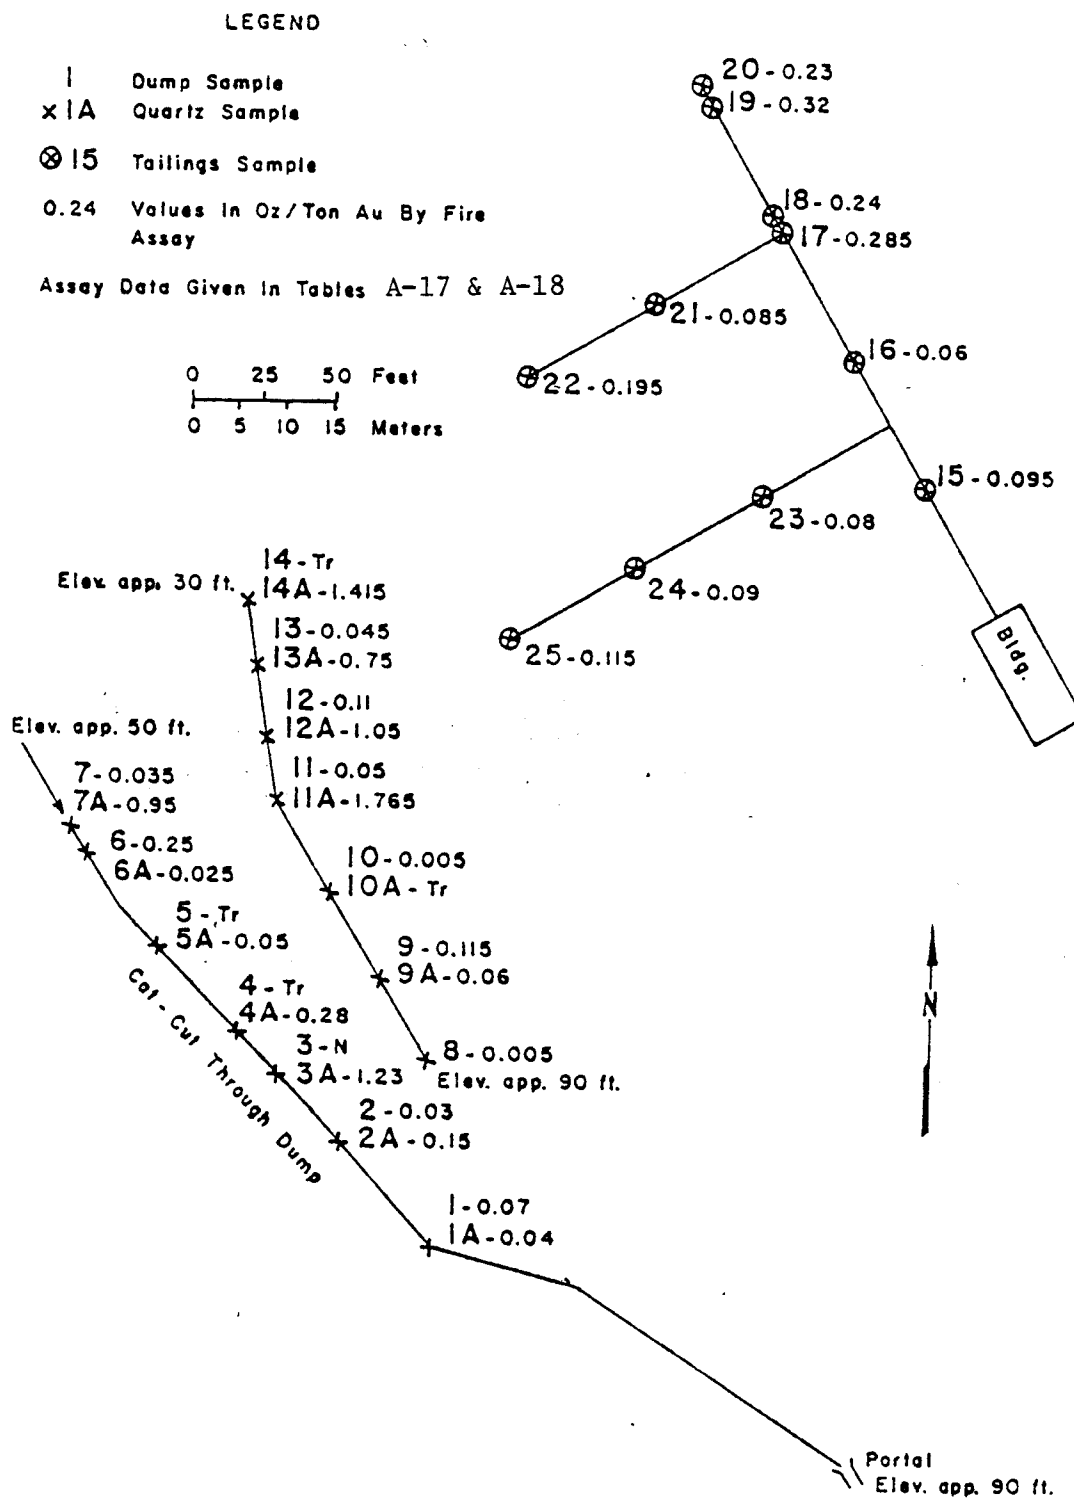 LEGEND
1 Dump Sample
x 1A Quartz Sample
⊗ 15 Tailings Sample
0.24 Values In Oz/Ton Au By Fire
Assay
Assay Data Given In Tables A-17 & A-18
0 25 50 Feet
0 5 10 15 Meters
20 - 0.23
19 - 0.32
18 - 0.24
17 - 0.285
21 - 0.085
22 - 0.195
16 - 0.06
15 - 0.095
23 - 0.08
24 - 0.09
25 - 0.115
Bldg.
14 - Tr
Elev. app. 30 ft.
14A - 1.415
13 - 0.045
13A - 0.75
12 - 0.11
12A - 1.05
11 - 0.05
11A - 1.765
10 - 0.005
10A - Tr
9 - 0.115
9A - 0.06
8 - 0.005
Elev. app. 90 ft.
Elev. app. 50 ft.
7 - 0.035
7A - 0.95
6 - 0.25
6A - 0.025
5 - Tr
5A - 0.05
4 - Tr
4A - 0.28
3 - N
3A - 1.23
2 - 0.03
2A - 0.15
Cat - Cut Through Dump
1 - 0.07
1A - 0.04
N
Portal
Elev. app. 90 ft.